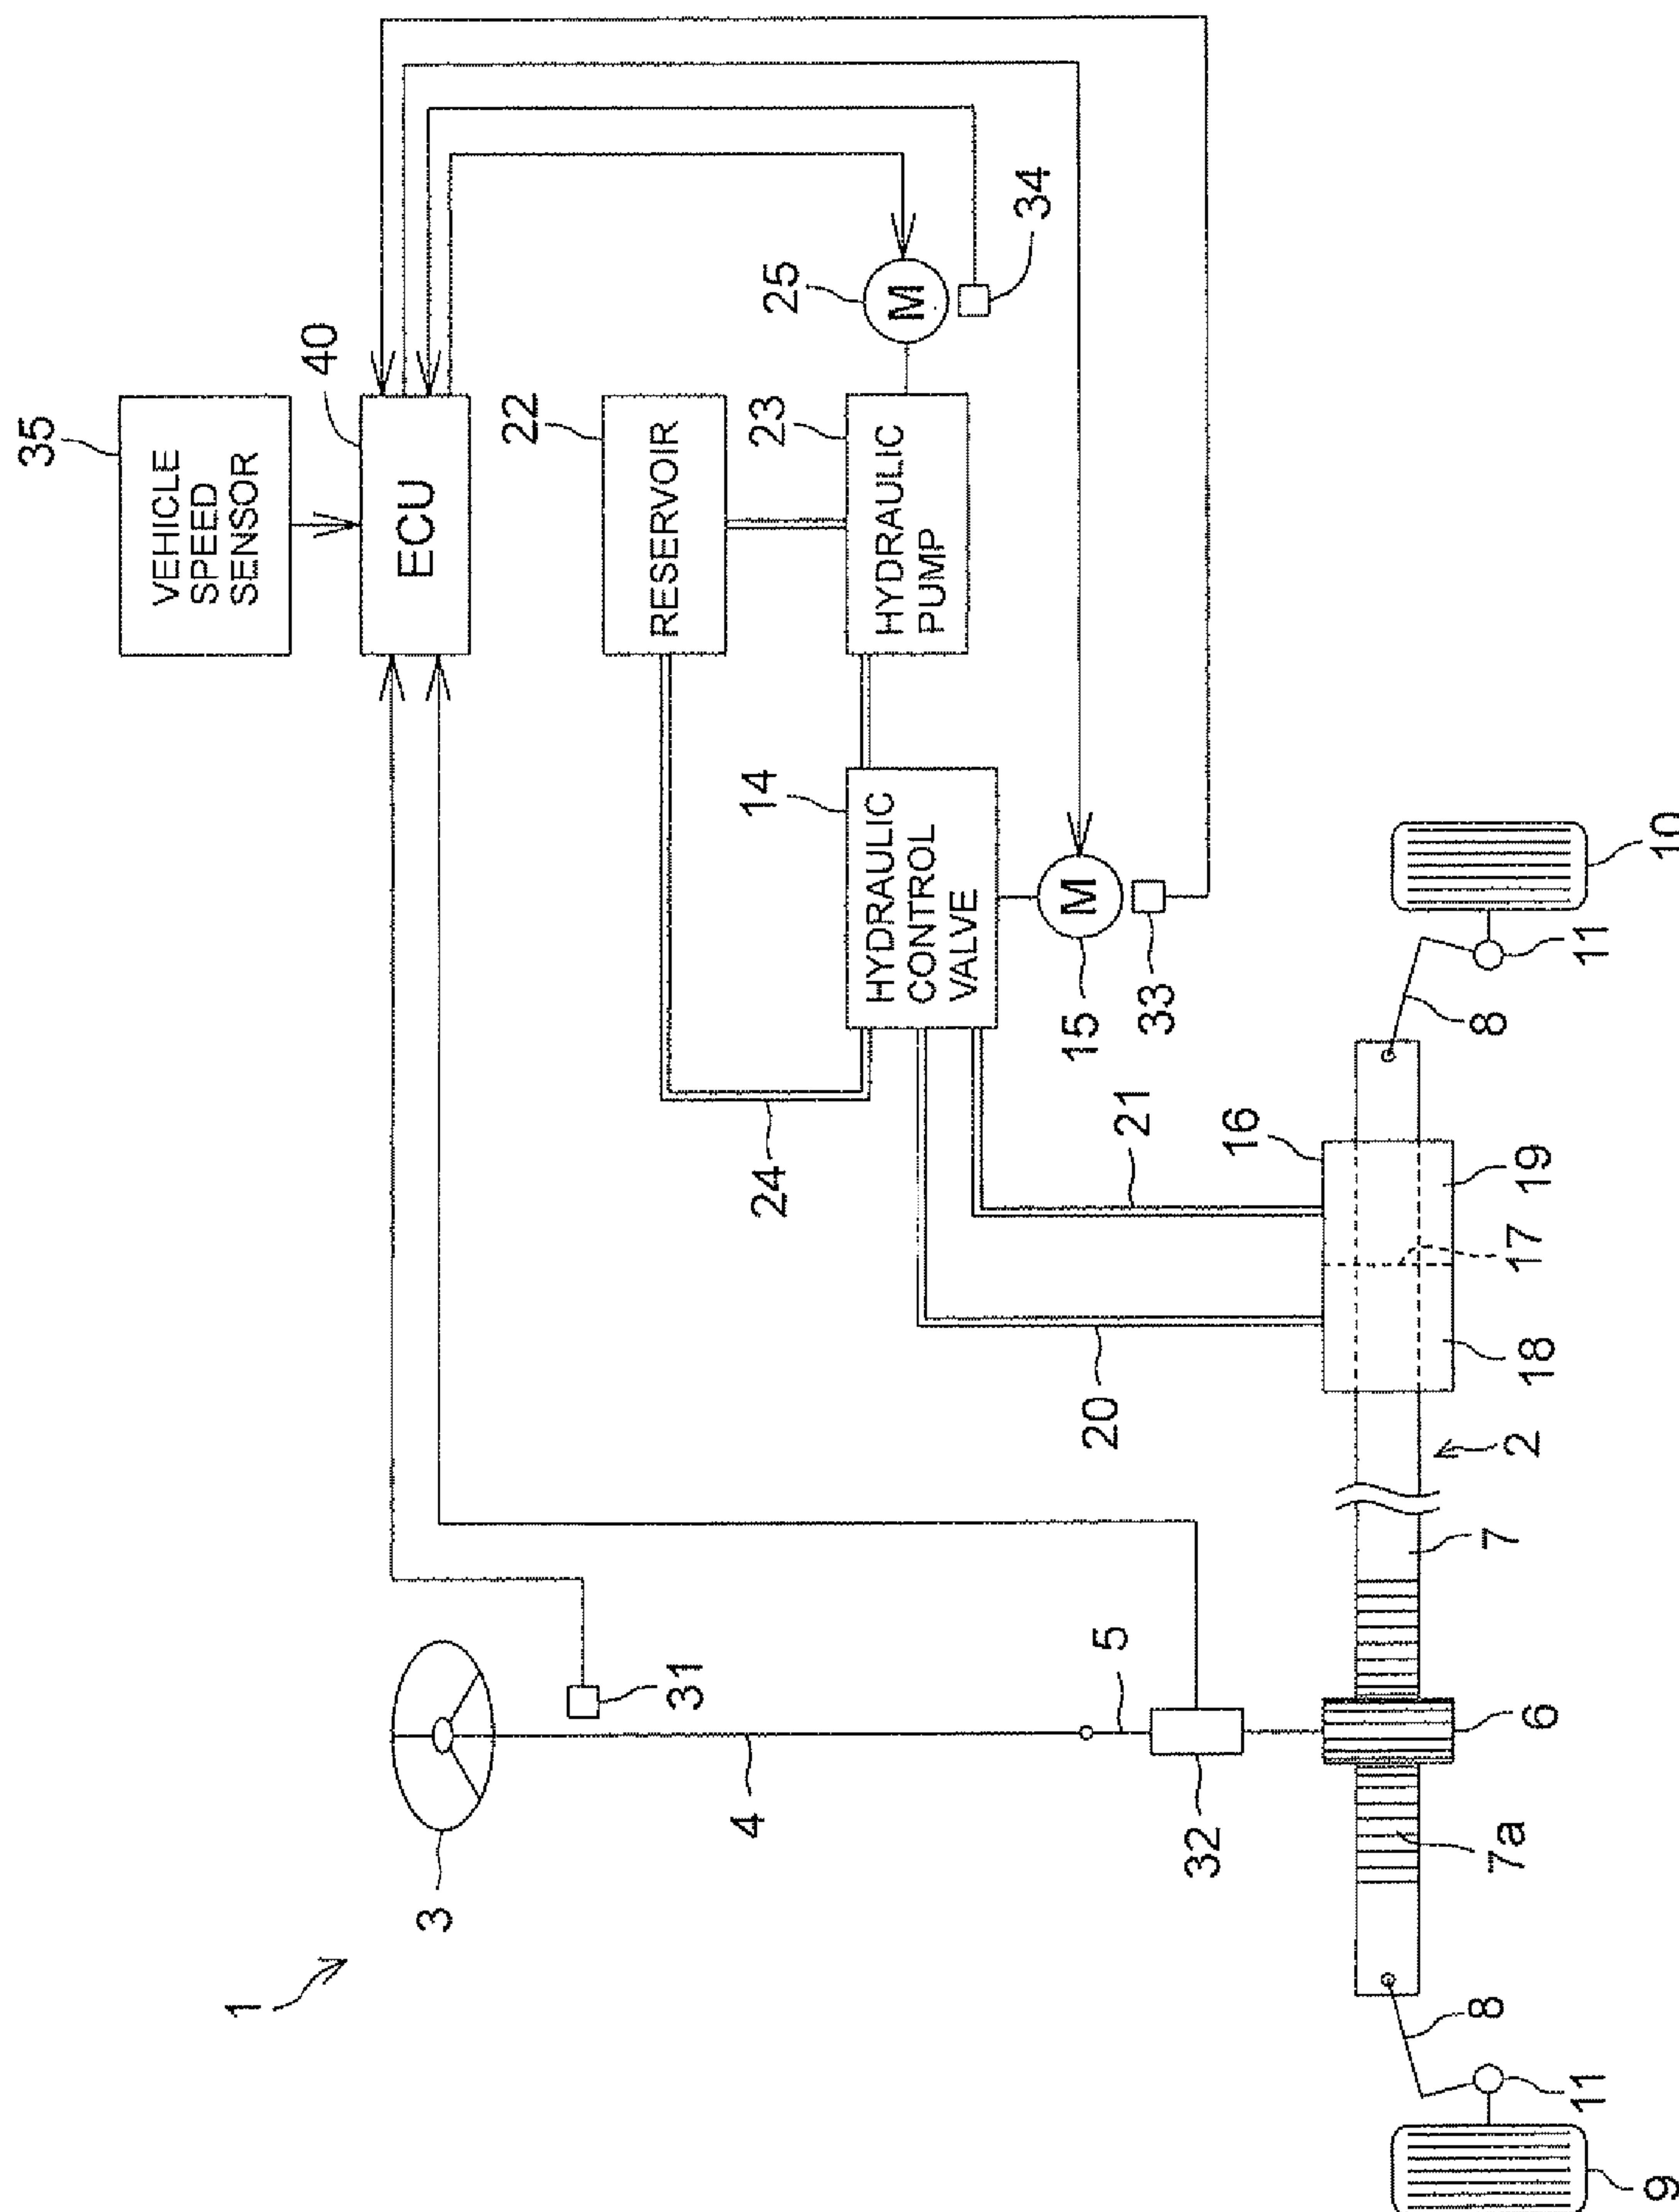 35
VEHICLE
SPEED
SENSOR
40
ECU
22
RESERVOIR
23
HYDRAULIC
PUMP
25
M
34
14
HYDRAULIC
CONTROL
VALVE
15
M
33
24
21
20
16
17
18
19
2
1
3
4
31
5
32
6
7
7a
8
11
9
8
11
10